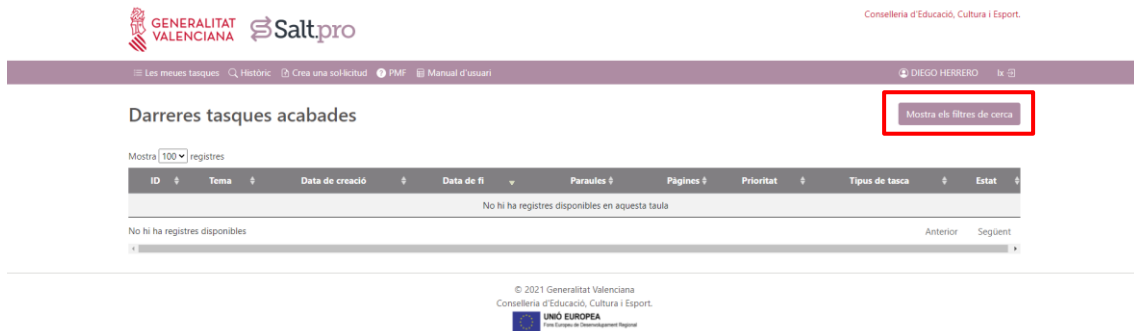 GENERALITAT VALENCIANA
Salt.pro
Conselleria d'Educació, Cultura i Esport.
Les meues tasques Històric Crea una sol·licitud PMF Manual d'usuari DIEGO HERRERO Ix
Darreres tasques acabades
Mostra els filtres de cerca
Mostra 100 registres
ID Tema Data de creació Data de fi Paraules Pàgines Prioritat Tipus de tasca Estat
No hi ha registres disponibles en aquesta taula
No hi ha registres disponibles Anterior Següent
© 2021 Generalitat Valenciana
Conselleria d'Educació, Cultura i Esport.
UNIÓ EUROPEA
Fons Europeu de Desenvolupament Regional